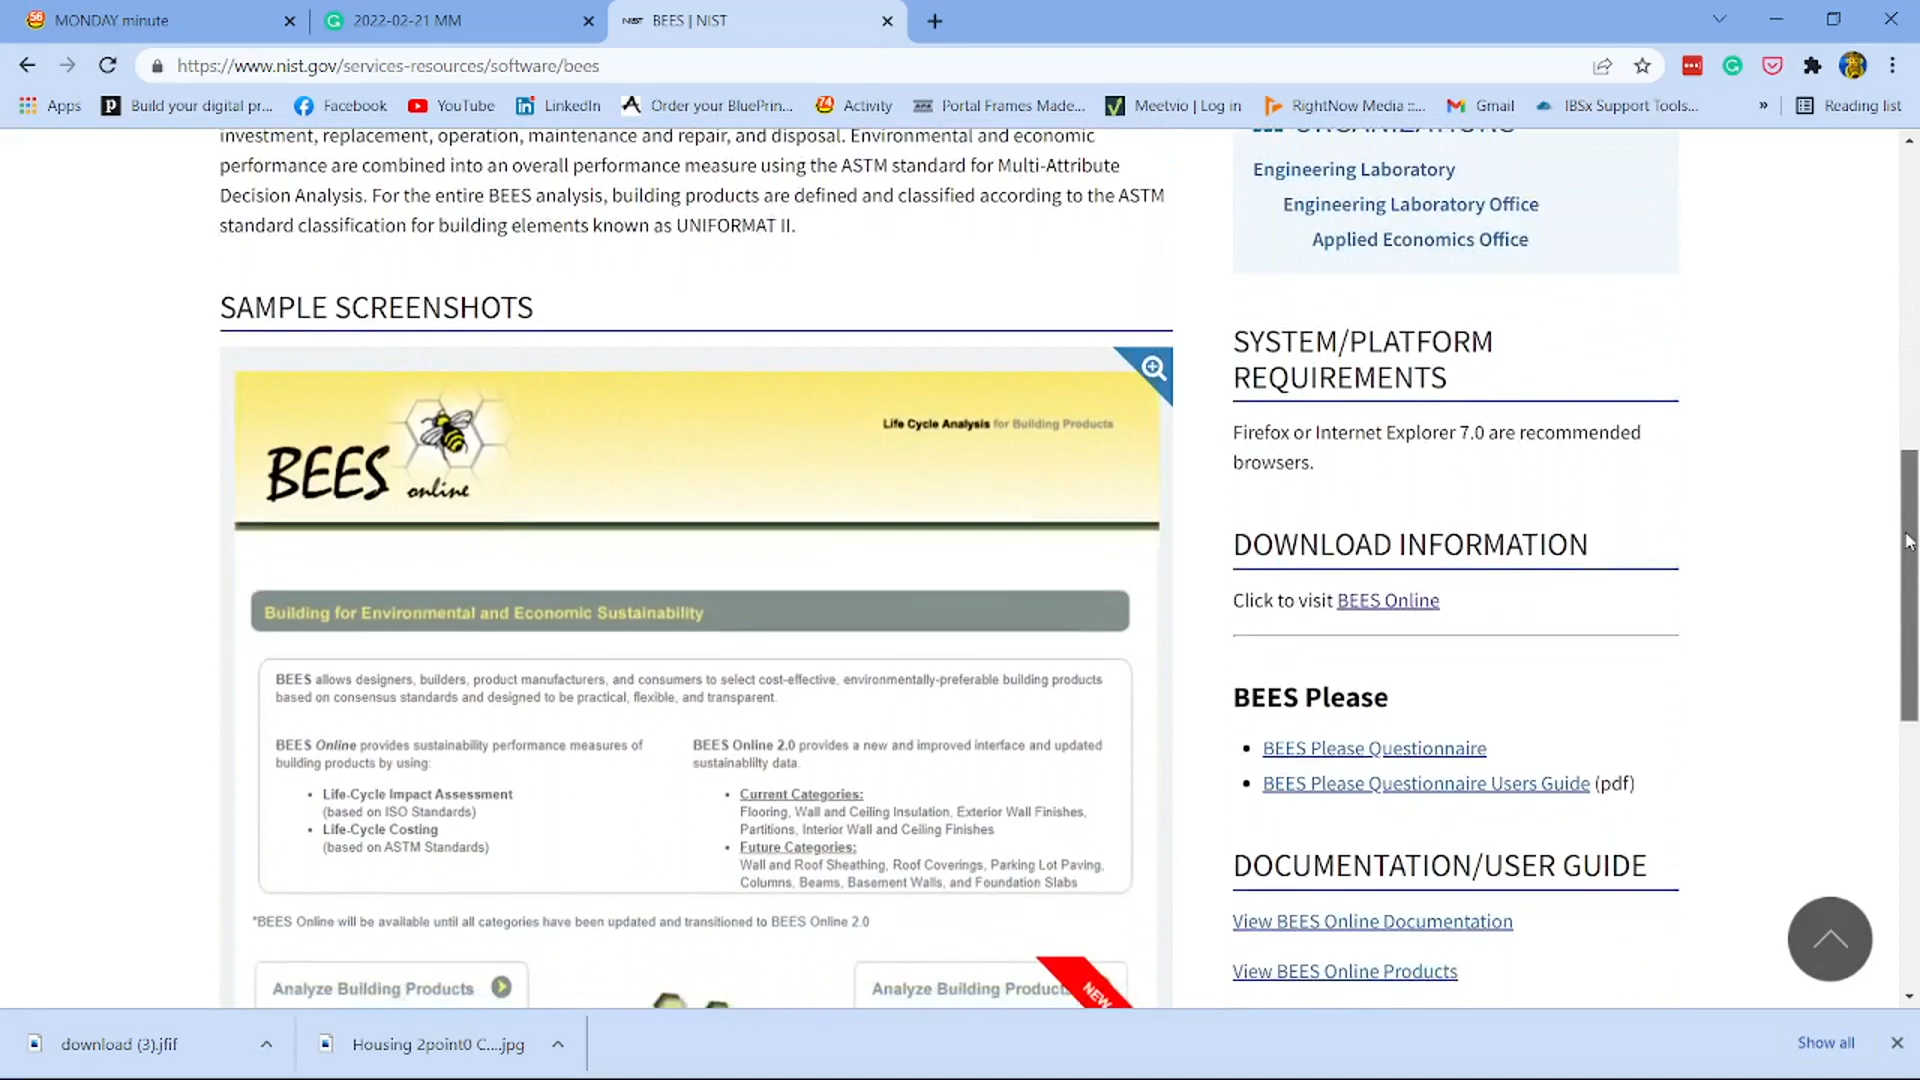 MONDAY minute
2022-02-21 MM
NIST
BEES | NIST
https://www.nist.gov/services-resources/software/bees
Apps
Build your digital pr...
Facebook
YouTube
LinkedIn
Order your BluePrin...
Activity
Portal Frames Made...
Meetvio | Log in
RightNow Media ::...
Gmail
IBSx Support Tools...
»
Reading list
investment, replacement, operation, maintenance and repair, and disposal. Environmental and economic
performance are combined into an overall performance measure using the ASTM standard for Multi-Attribute
Decision Analysis. For the entire BEES analysis, building products are defined and classified according to the ASTM
standard classification for building elements known as UNIFORMAT II.
SAMPLE SCREENSHOTS
BEES online
Life Cycle Analysis for Building Products
Building for Environmental and Economic Sustainability
BEES allows designers, builders, product manufacturers, and consumers to select cost-effective, environmentally-preferable building products
based on consensus standards and designed to be practical, flexible, and transparent.
BEES Online provides sustainability performance measures of
building products by using:
• Life-Cycle Impact Assessment
(based on ISO Standards)
• Life-Cycle Costing
(based on ASTM Standards)
BEES Online 2.0 provides a new and improved interface and updated
sustainability data.
• Current Categories:
Flooring, Wall and Ceiling Insulation, Exterior Wall Finishes,
Partitions, Interior Wall and Ceiling Finishes
• Future Categories:
Wall and Roof Sheathing, Roof Coverings, Parking Lot Paving,
Columns, Beams, Basement Walls, and Foundation Slabs
*BEES Online will be available until all categories have been updated and transitioned to BEES Online 2.0
Analyze Building Products
Analyze Building Product
NEW
ORGANIZATIONS
Engineering Laboratory
Engineering Laboratory Office
Applied Economics Office
SYSTEM/PLATFORM
REQUIREMENTS
Firefox or Internet Explorer 7.0 are recommended
browsers.
DOWNLOAD INFORMATION
Click to visit BEES Online
BEES Please
• BEES Please Questionnaire
• BEES Please Questionnaire Users Guide (pdf)
DOCUMENTATION/USER GUIDE
View BEES Online Documentation
View BEES Online Products
download (3).jfif
Housing 2point0 C....jpg
Show all